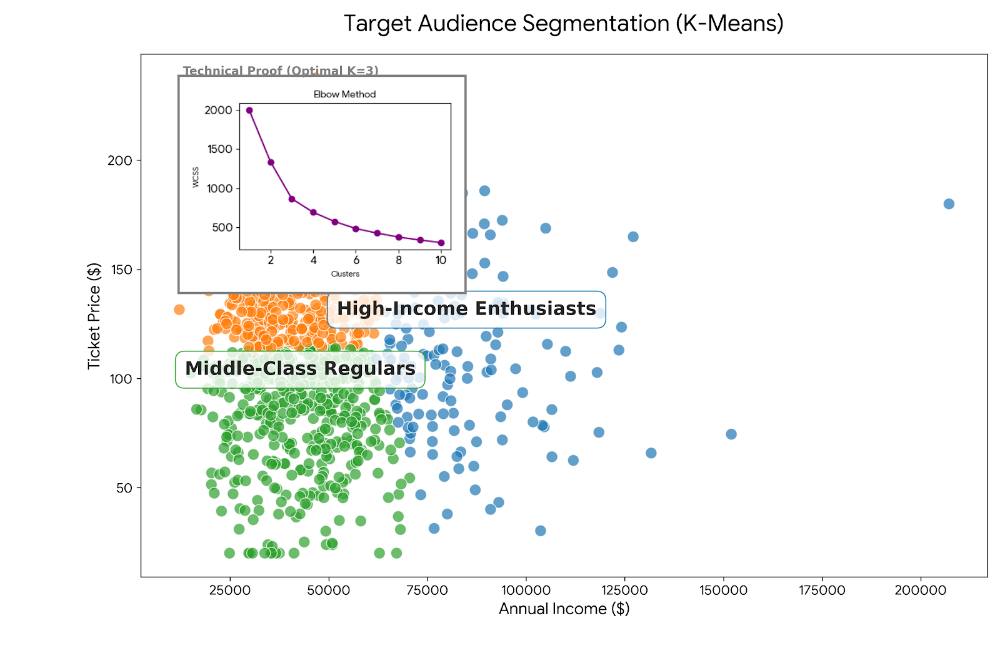 Target Audience Segmentation (K-Means)
Technical Proof (Optimal K=3)
Elbow Method
2000
1500
1000
500
WCSS
2 4 6 8 10
Clusters
High-Income Enthusiasts
Middle-Class Regulars
200
150
100
50
Ticket Price ($)
25000 50000 75000 100000 125000 150000 175000 200000
Annual Income ($)